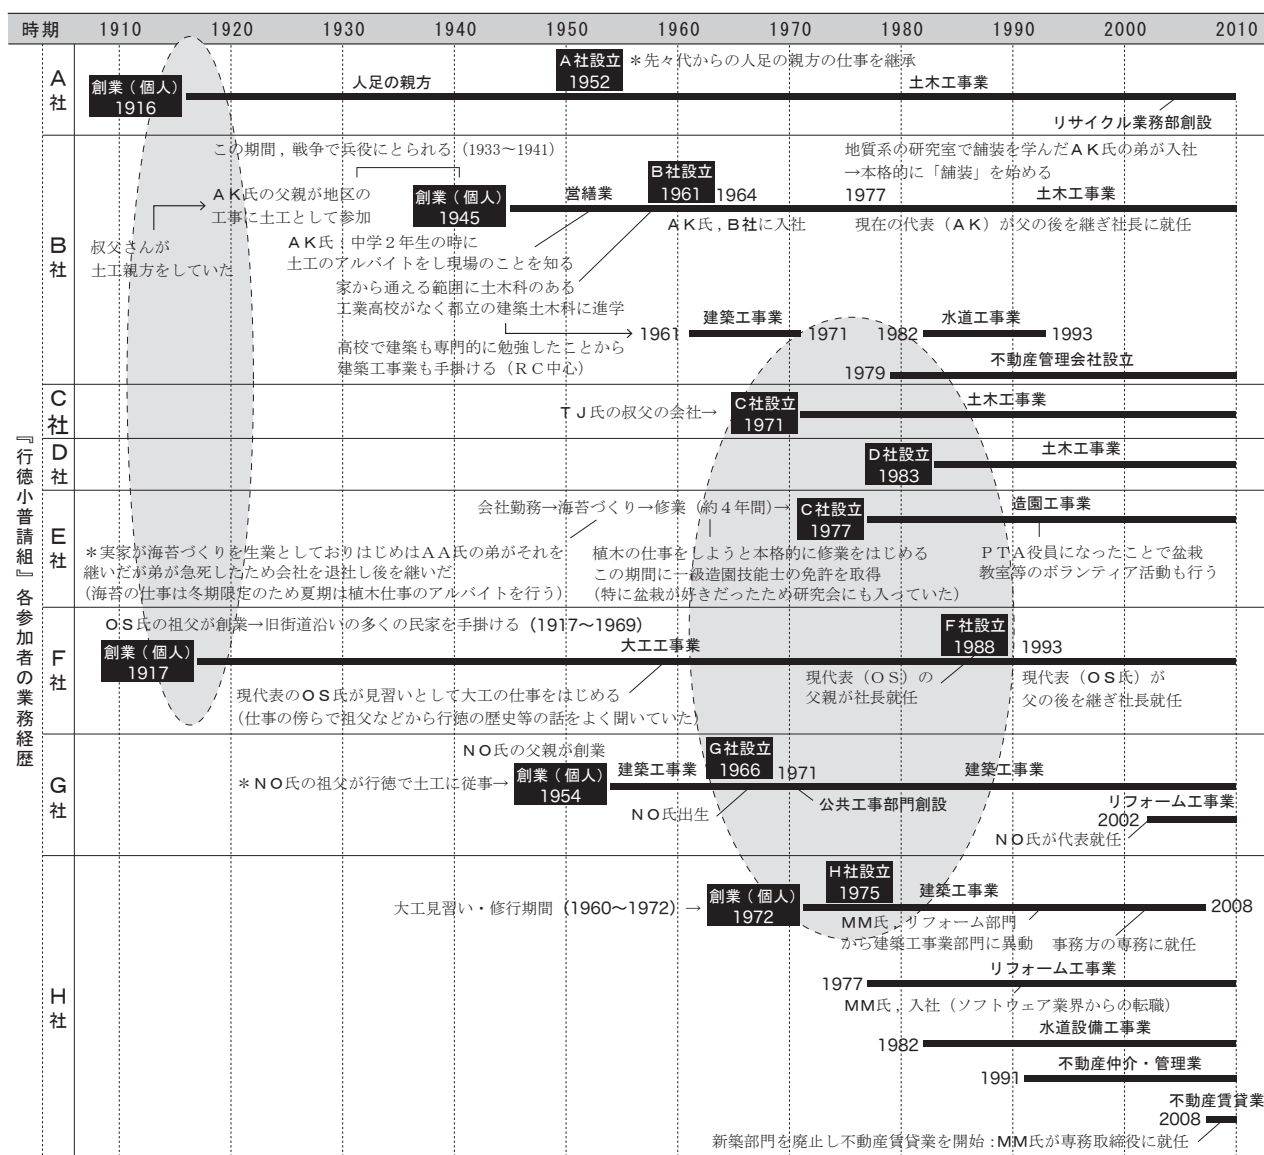 時期 1910 1920 1930 1940 1950 1960 1970 1980 1990 2000 2010
『行徳小普請組』各参加者の業務経歴
A社
創業（個人）
1916
人足の親方
A社設立
1952
＊先々代からの人足の親方の仕事を継承
土木工事業
リサイクル業務部創設
B社
この期間，戦争で兵役にとられる（1933〜1941）
AK氏の父親が地区の
工事に土工として参加
叔父さんが
土工親方をしていた
創業（個人）
1945
営繕業
B社設立
1961
1964
AK氏，B社に入社
地質系の研究室で舗装を学んだAK氏の弟が入社
→本格的に「舗装」を始める
1977
土木工事業
現在の代表（AK）が父の後を継ぎ社長に就任
AK氏：中学２年生の時に
土工のアルバイトをし現場のことを知る
家から通える範囲に土木科のある
工業高校がなく都立の建築土木科に進学
高校で建築も専門的に勉強したことから
建築工事業も手掛ける（RC中心）
1961
建築工事業
1971
1982
水道工事業
1993
1979
不動産管理会社設立
C社
TJ氏の叔父の会社→
C社設立
1971
土木工事業
D社
D社設立
1983
土木工事業
E社
会社勤務→海苔づくり→修業（約４年間）→
C社設立
1977
造園工事業
＊実家が海苔づくりを生業としておりはじめはAA氏の弟がそれを
継いだが弟が急死したため会社を退社し後を継いだ
（海苔の仕事は冬期限定のため夏期は植木仕事のアルバイトを行う）
植木の仕事をしようと本格的に修業をはじめる
この期間に一級造園技能士の免許を取得
（特に盆栽が好きだったため研究会にも入っていた）
PTA役員になったことで盆栽
教室等のボランティア活動も行う
F社
OS氏の祖父が創業→旧街道沿いの多くの民家を手掛ける（1917〜1969）
創業（個人）
1917
大工工事業
現代表のOS氏が見習いとして大工の仕事をはじめる
（仕事の傍らで祖父などから行徳の歴史等の話をよく聞いていた）
F社設立
1988
現代表（OS）の
父親が社長就任
1993
現代表（OS氏）が
父の後を継ぎ社長就任
G社
NO氏の父親が創業
＊NO氏の祖父が行徳で土工に従事→
創業（個人）
1954
建築工事業
G社設立
1966
NO氏出生
1971
公共工事部門創設
建築工事業
リフォーム工事業
2002
NO氏が代表就任
H社
大工見習い・修行期間（1960〜1972）→
創業（個人）
1972
H社設立
1975
建築工事業
2008
MM氏，リフォーム部門
から建築工事業部門に異動
事務方の専務に就任
1977
リフォーム工事業
MM氏，入社（ソフトウェア業界からの転職）
1982
水道設備工事業
1991
不動産仲介・管理業
不動産賃貸業
2008
新築部門を廃止し不動産賃貸業を開始：MM氏が専務取締役に就任